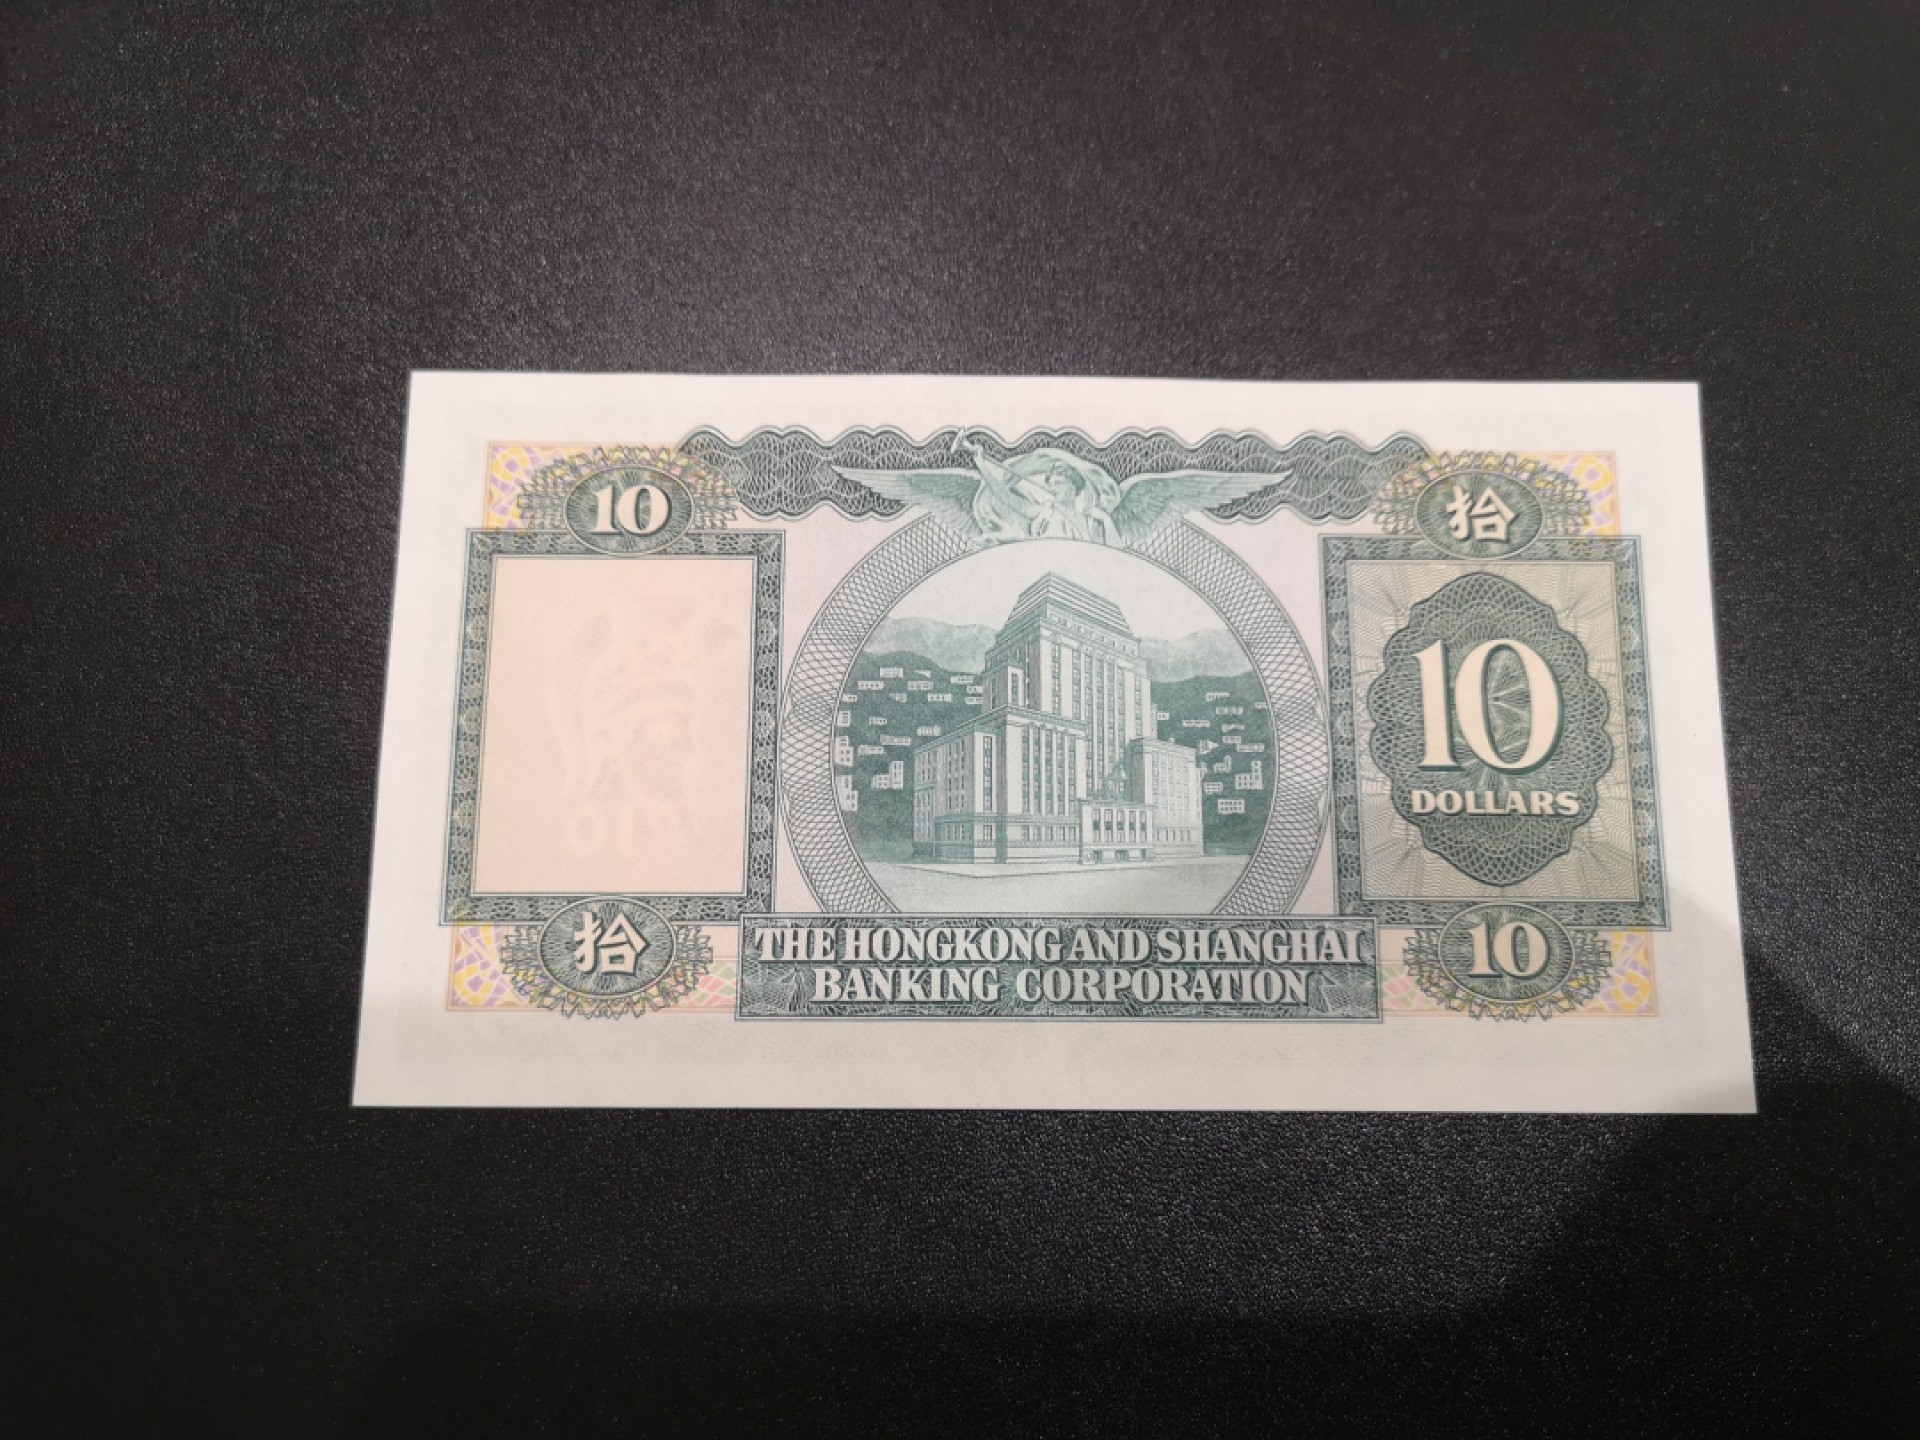 10
拾
10
DOLLARS
拾
THE HONGKONG AND SHANGHAI
BANKING CORPORATION
10